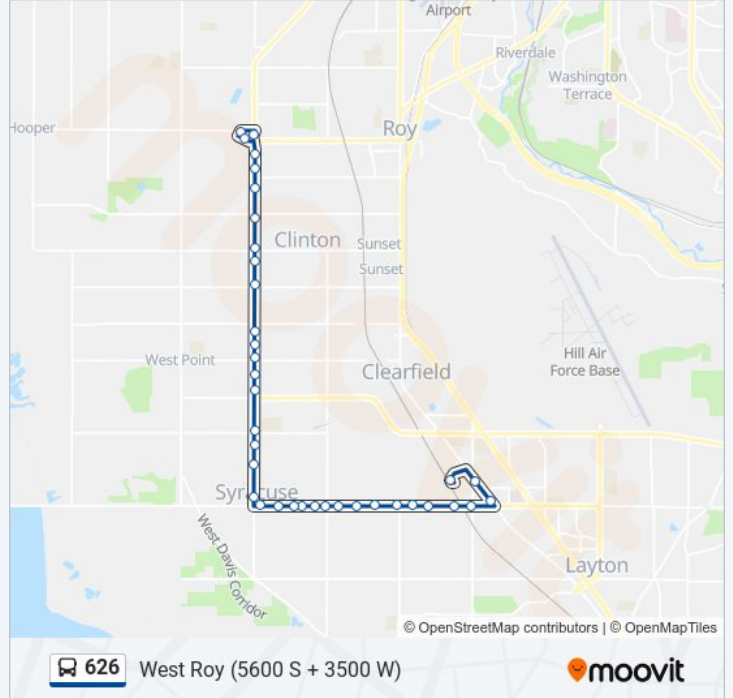 Airport
Riverdale
Washington
Terrace
Hooper
Roy
Clinton
Sunset
Sunset
West Point
Hill Air
Force Base
Clearfield
Syracuse
West Davis Corridor
Layton
moovit
© OpenStreetMap contributors | © OpenMapTiles
626 West Roy (5600 S + 3500 W)
moovit